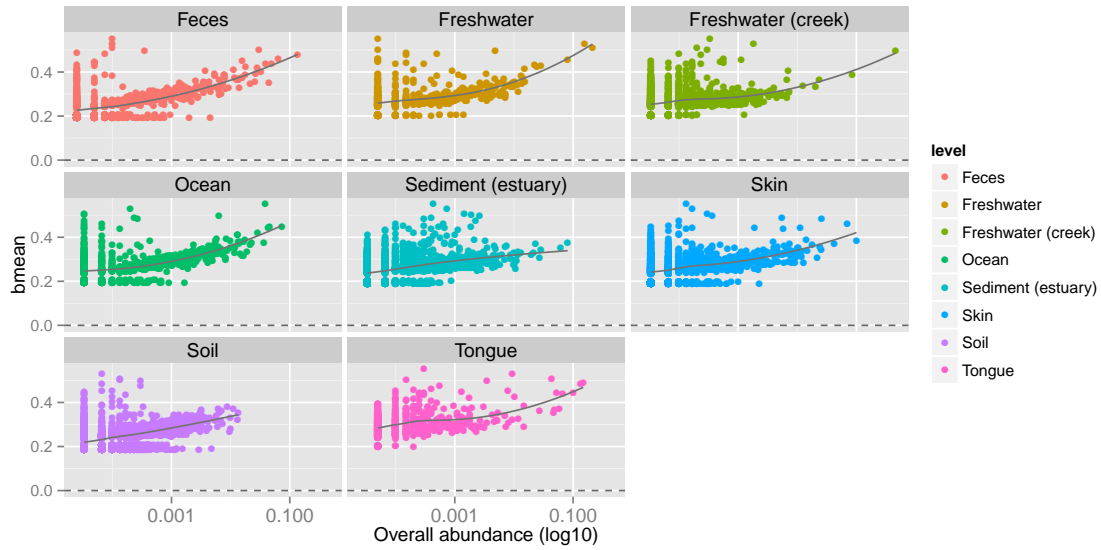 Feces Freshwater Freshwater (creek)
0.4
0.2
0.0
Ocean Sediment (estuary) Skin
0.4
0.2
0.0
Soil Tongue
0.4
0.2
0.0
0.001 0.100 0.001 0.100
Overall abundance (log10)
bmean
level
Feces
Freshwater
Freshwater (creek)
Ocean
Sediment (estuary)
Skin
Soil
Tongue